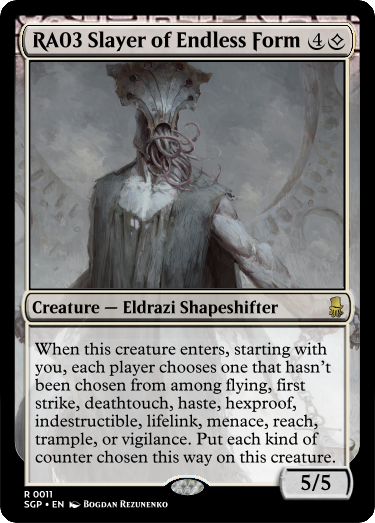 RA03 Slayer of Endless Form 4
Creature — Eldrazi Shapeshifter
When this creature enters, starting with
you, each player chooses one that hasn't
been chosen from among flying, first
strike, deathtouch, haste, hexproof,
indestructible, lifelink, menace, reach,
trample, or vigilance. Put each kind of
counter chosen this way on this creature.
5/5
R 0011
SGP • EN Bogdan Rezunenko